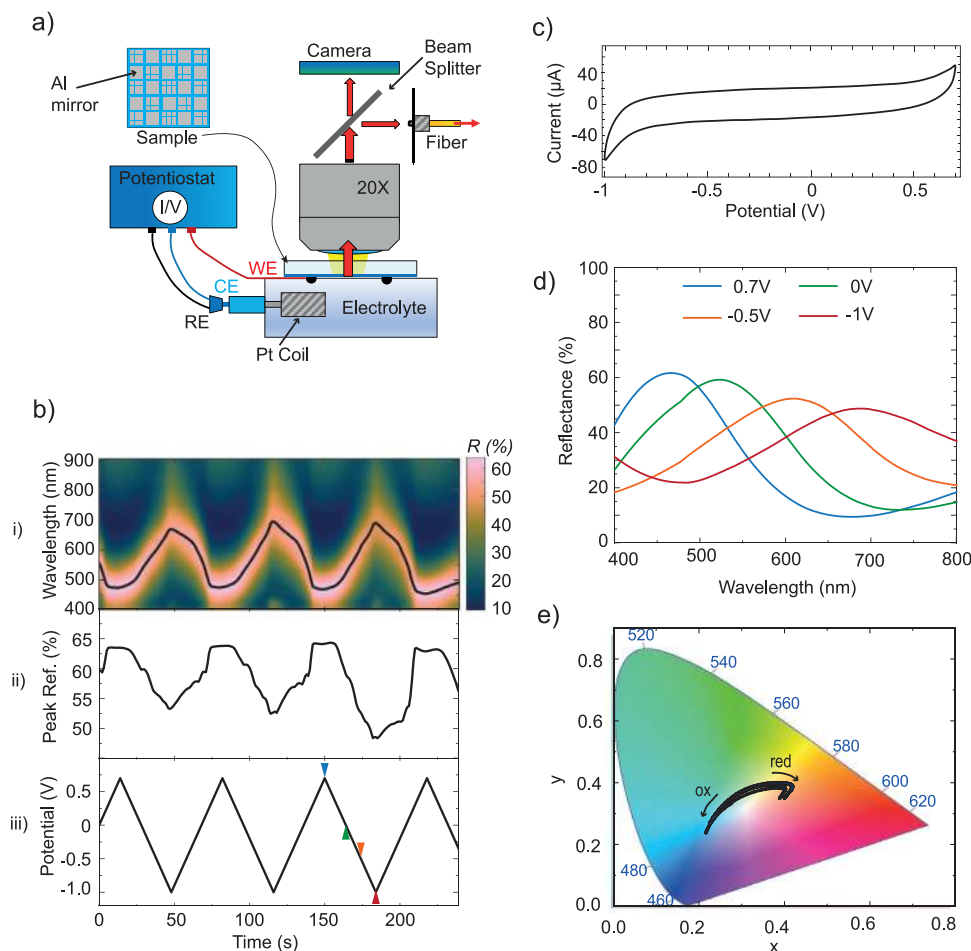 a)
Camera
Beam
Splitter
Al
mirror
Sample
Fiber
20X
Potentiostat
I/V
WE
CE
RE
Electrolyte
Pt Coil
b)
R (%)
i)
Wavelength (nm)
900
800
700
600
500
400
60
50
40
30
20
10
ii)
Peak Ref. (%)
65
60
55
50
iii)
Potential (V)
0.5
0
-0.5
-1.0
0 50 100 150 200
Time (s)
c)
Current (µA)
40
0
-40
-80
-1 -0.5 0 0.5
Potential (V)
d)
Reflectance (%)
100
80
60
40
20
0
0.7V 0V
-0.5V -1V
400 500 600 700 800
Wavelength (nm)
e)
y
0.8
0.6
0.4
0.2
0.0
520
540
560
580
600
620
480
460
ox
red
0.0 0.2 0.4 0.6 0.8
x